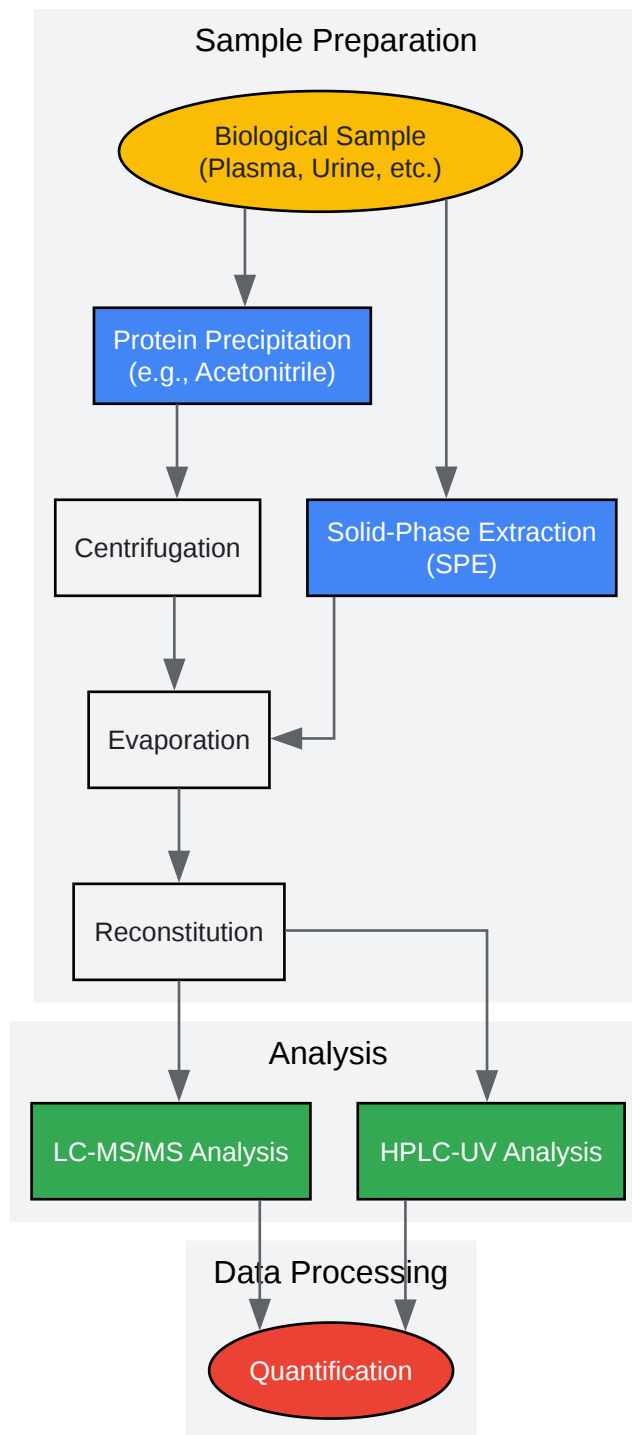 Sample Preparation
Biological Sample
(Plasma, Urine, etc.)
Protein Precipitation
(e.g., Acetonitrile)
Centrifugation
Solid-Phase Extraction
(SPE)
Evaporation
Reconstitution
Analysis
LC-MS/MS Analysis
HPLC-UV Analysis
Data Processing
Quantification